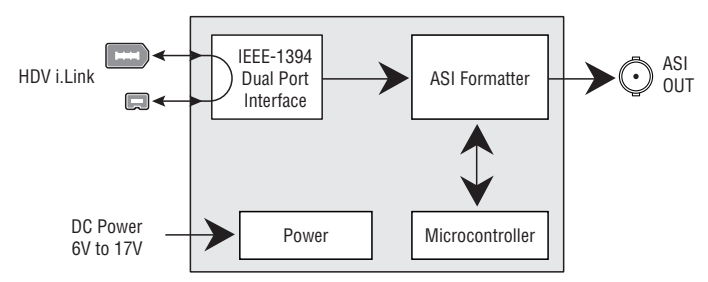 HDV i.Link
IEEE-1394
Dual Port
Interface
ASI Formatter
ASI
OUT
DC Power
6V to 17V
Power
Microcontroller